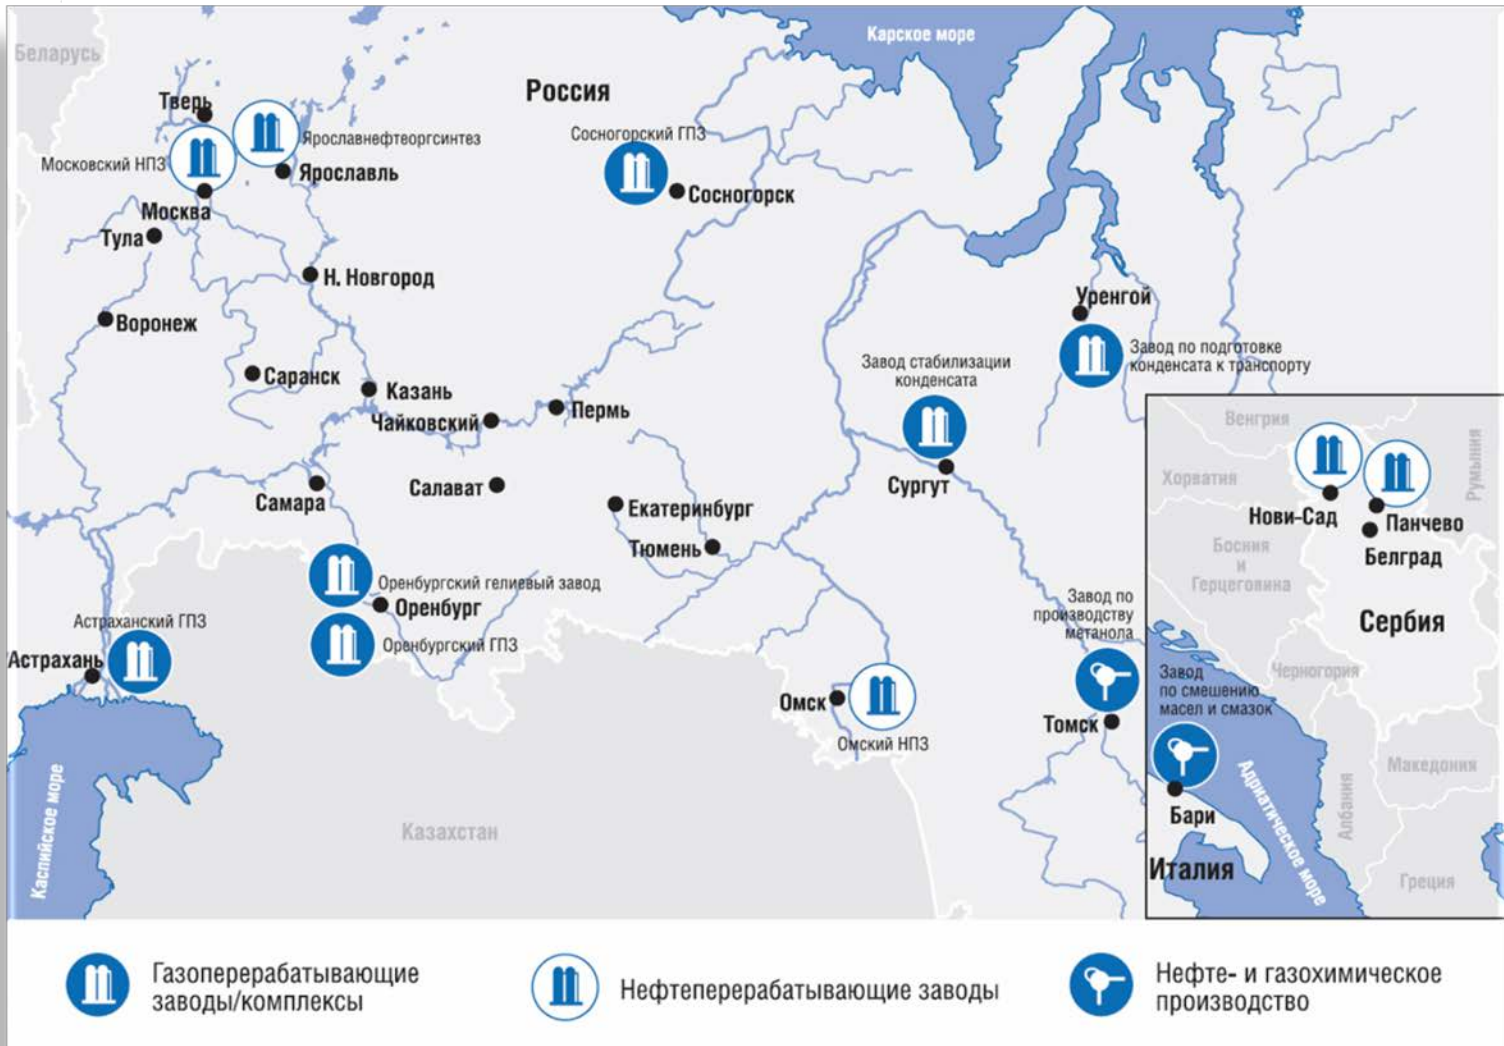 Беларусь
Карское море
Россия
Тверь
Ярославнефтеоргсинтез
Сосногорский ГПЗ
Московский НПЗ
Ярославль
Сосногорск
Москва
Тула
Н. Новгород
Уренгой
Воронеж
Завод по подготовке
конденсата к транспорту
Завод стабилизации
конденсата
Саранск
Казань
Чайковский
Пермь
Сургут
Самара
Салават
Екатеринбург
Тюмень
Оренбургский гелиевый завод
Оренбург
Оренбургский ГПЗ
Астраханский ГПЗ
Астрахань
Завод по
производству
метанола
Омск
Омский НПЗ
Томск
Каспийское море
Казахстан
Венгрия
Румыния
Хорватия
Нови-Сад
Панчево
Белград
Босния
и
Герцеговина
Сербия
Черногория
Завод
по смешению
масел и смазок
Адриатическое море
Македония
Албания
Бари
Италия
Греция
Газоперерабатывающие
заводы/комплексы
Нефтеперерабатывающие заводы
Нефте- и газохимическое
производство